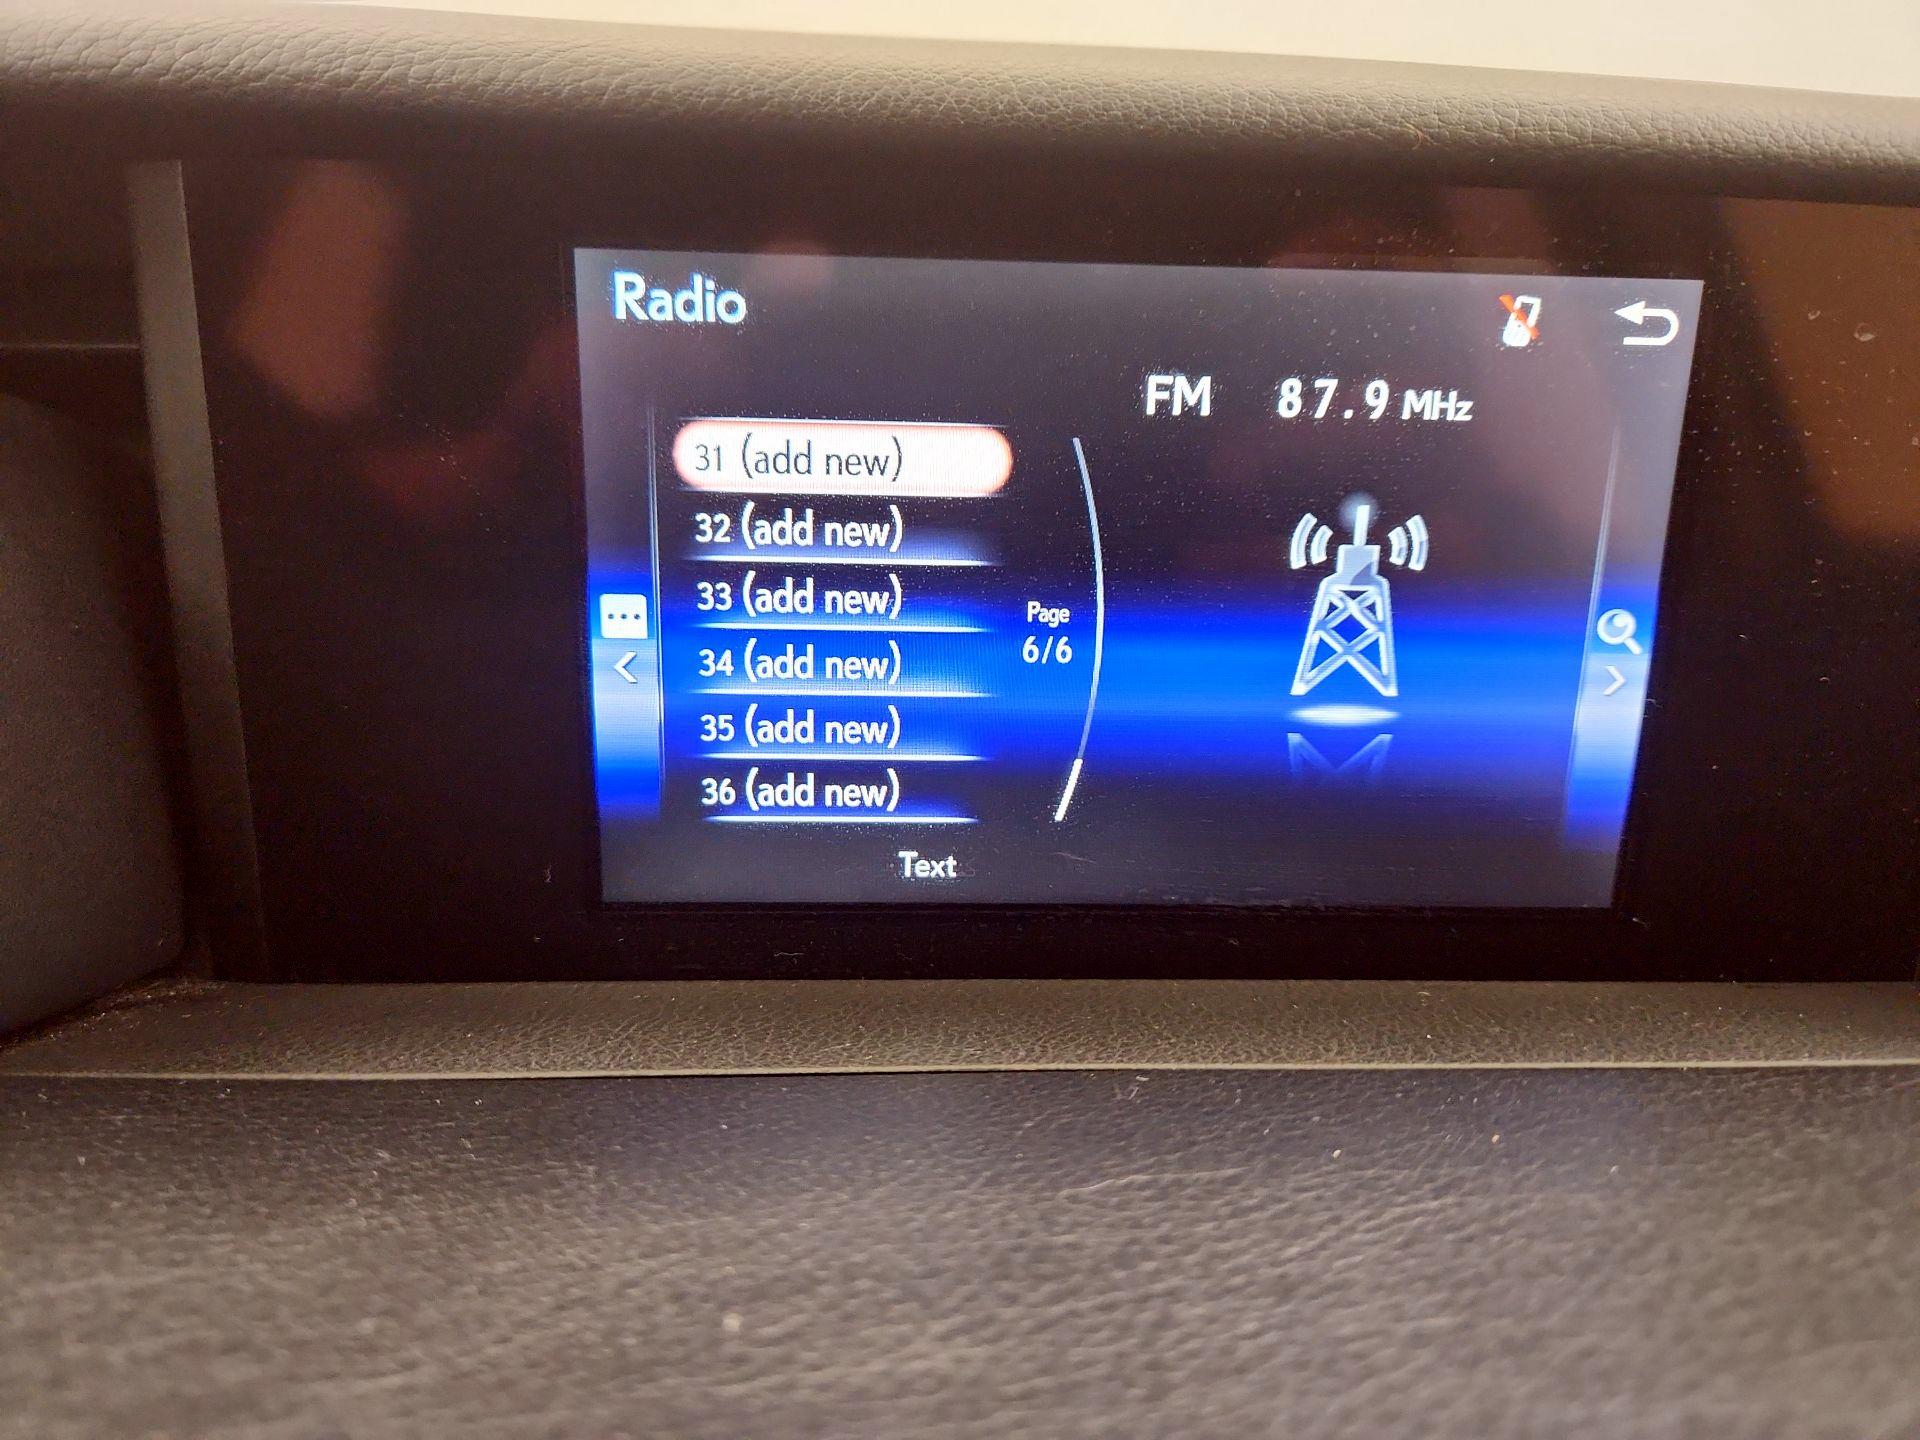 Radio
FM 87.9 MHz
31 (add new)
32 (add new)
33 (add new)
34 (add new)
35 (add new)
36 (add new)
Page
6/6
Text